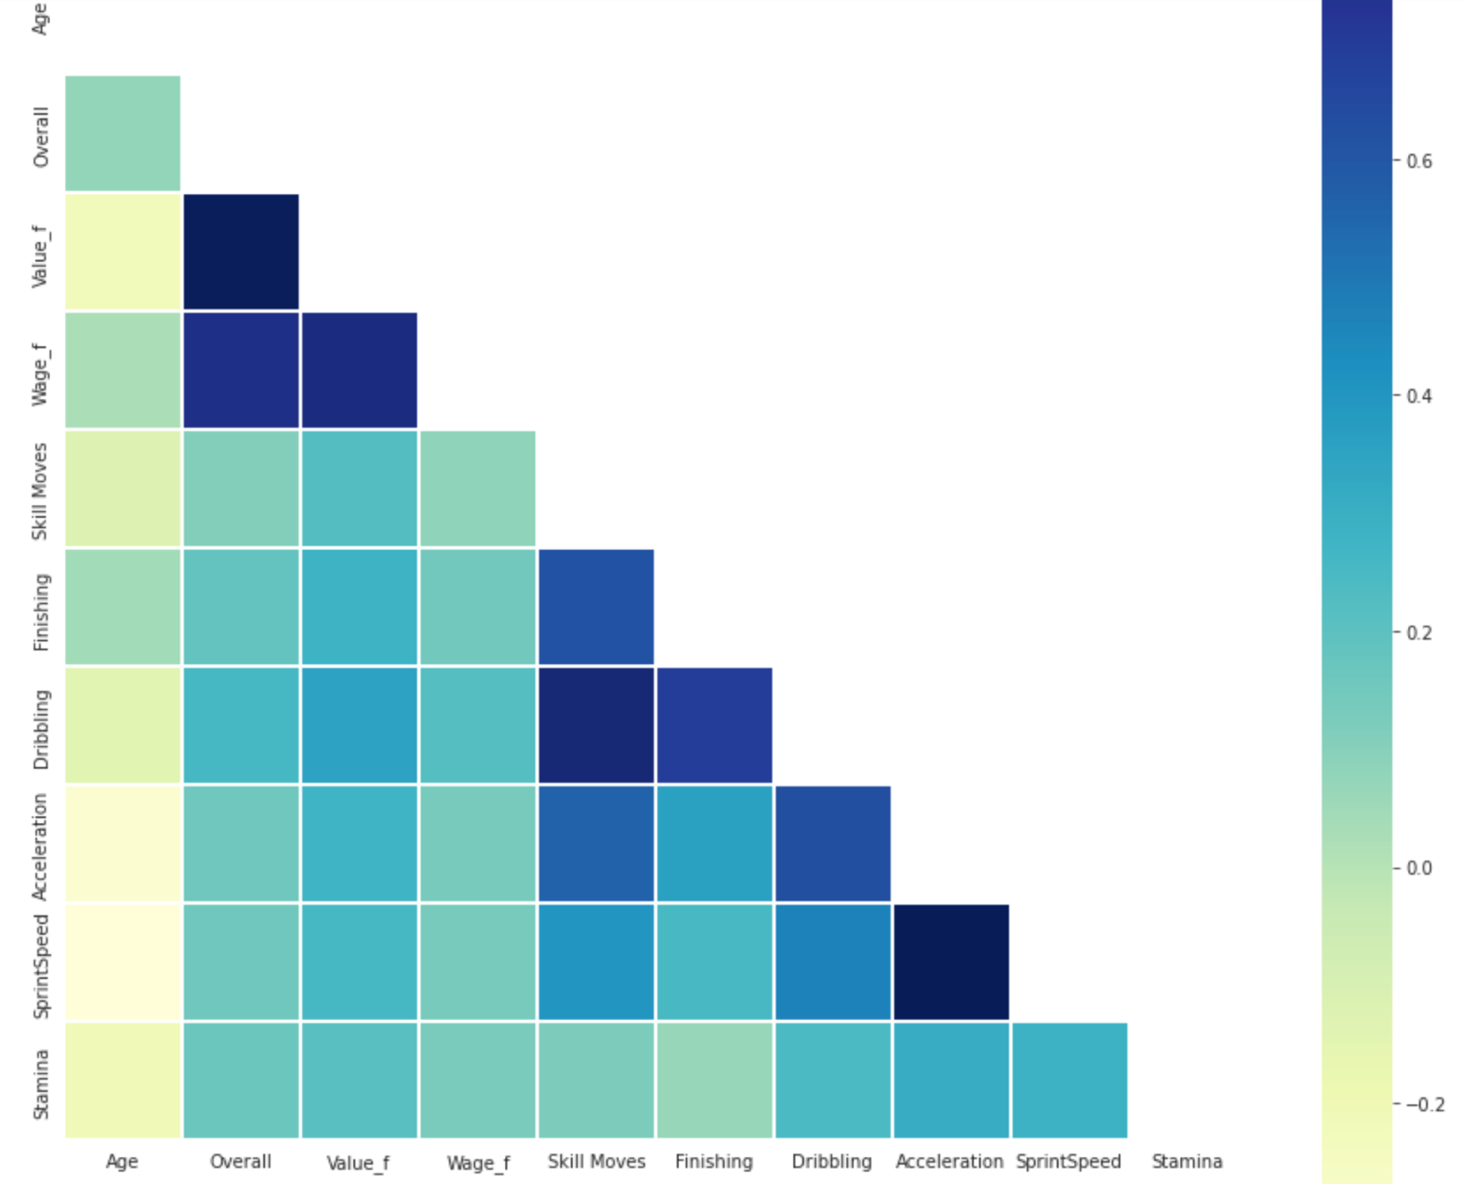 Age
Overall
Value_f
Wage_f
Skill Moves
Finishing
Dribbling
Acceleration
SprintSpeed
Stamina
Age Overall Value_f Wage_f Skill Moves Finishing Dribbling Acceleration SprintSpeed Stamina
0.6
0.4
0.2
0.0
−0.2